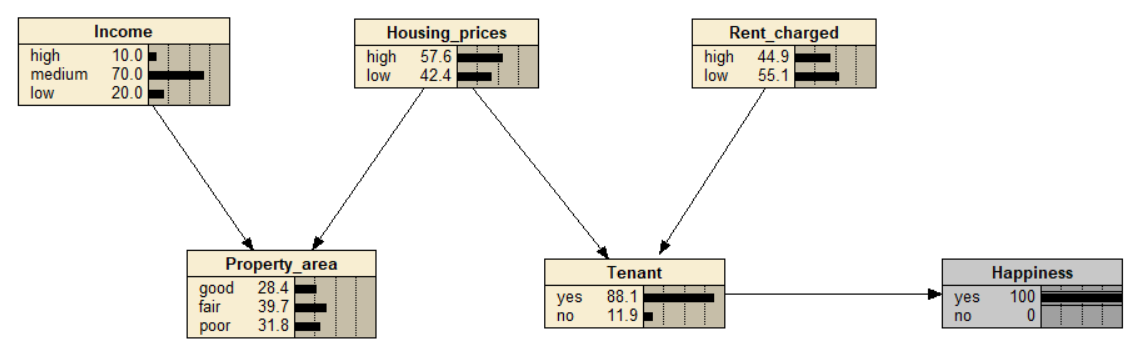 Income
high 10.0
medium 70.0
low 20.0
Housing_prices
high 57.6
low 42.4
Rent_charged
high 44.9
low 55.1
Property_area
good 28.4
fair 39.7
poor 31.8
Tenant
yes 88.1
no 11.9
Happiness
yes 100
no 0